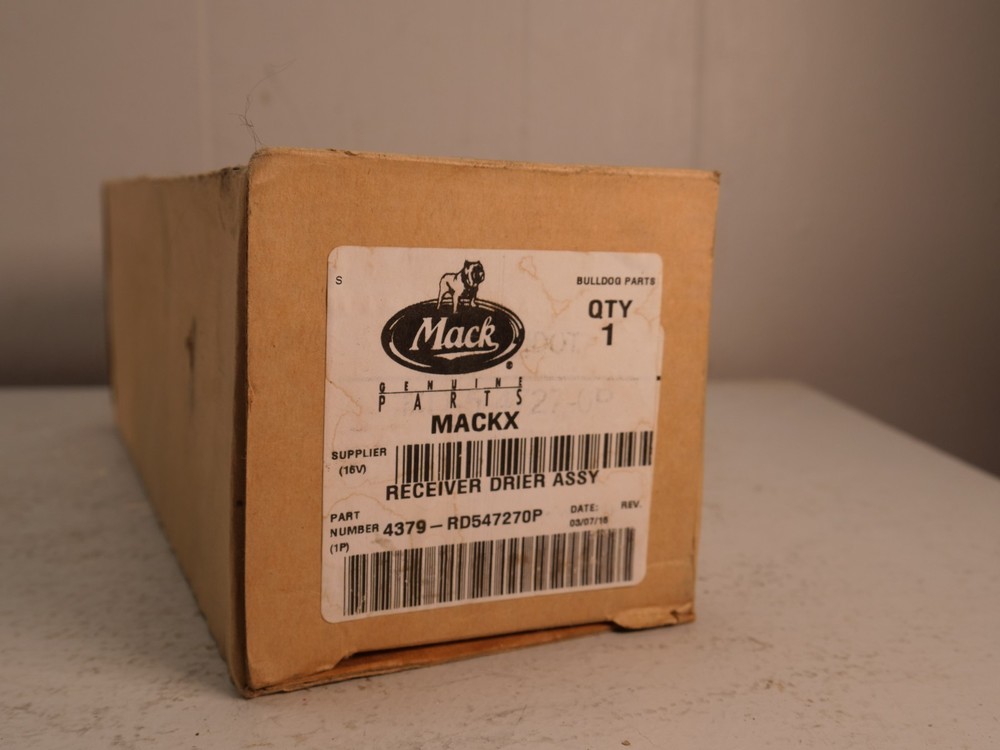 S
BULLDOG PARTS
QTY
1
Mack
®
GENUINE
PARTS
MACKX
SUPPLIER
(16V)
RECEIVER DRIER ASSY
PART
NUMBER 4379-RD547270P
(1P)
DATE: REV.
03/07/16